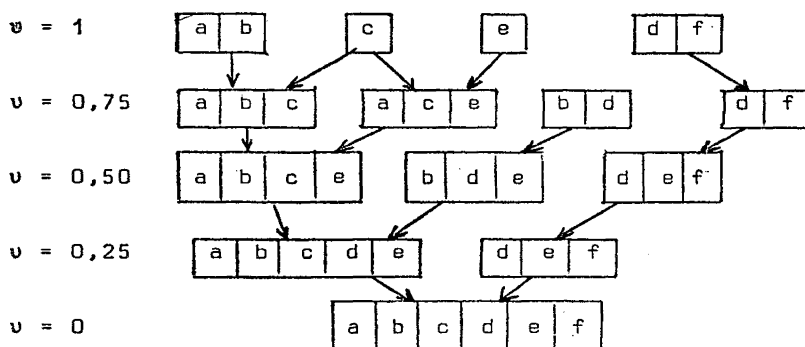 υ = 1 a b c e d f
υ = 0,75 a b c a c e b d d f
υ = 0,50 a b c e b d e d e f
υ = 0,25 a b c d e d e f
υ = 0 a b c d e f